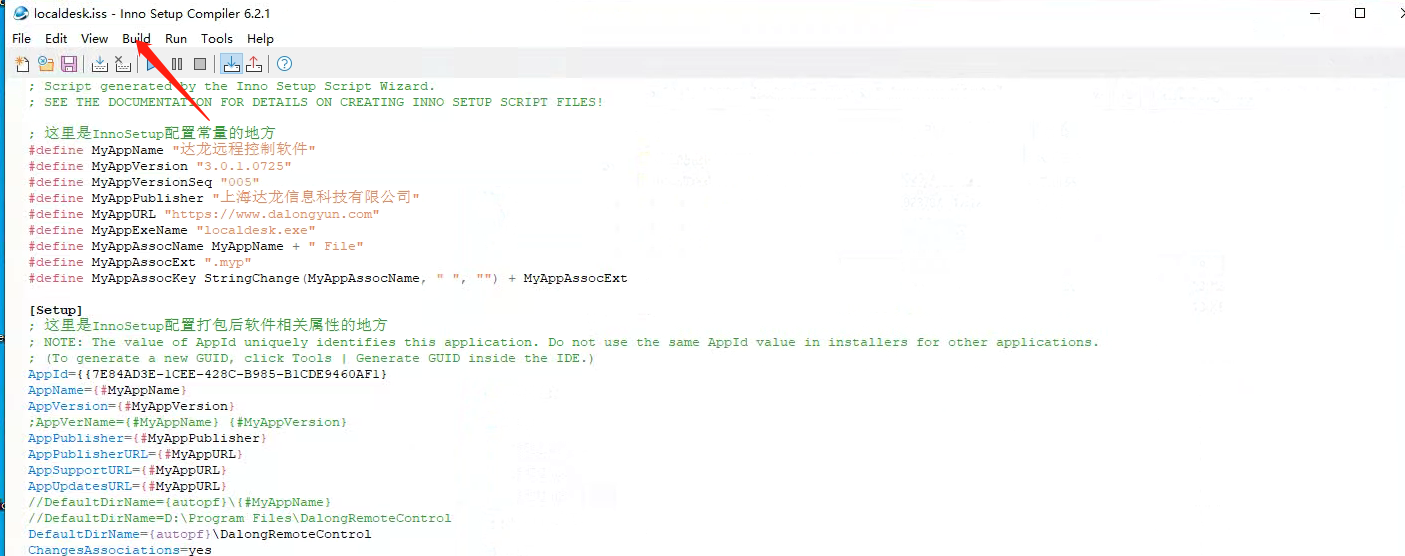 localdesk.iss - Inno Setup Compiler 6.2.1
File Edit View Build Run Tools Help
; Script generated by the Inno Setup Script Wizard.
; SEE THE DOCUMENTATION FOR DETAILS ON CREATING INNO SETUP SCRIPT FILES!
; 这里是InnoSetup配置常量的地方
#define MyAppName "达龙远程控制软件"
#define MyAppVersion "3.0.1.0725"
#define MyAppVersionSeq "005"
#define MyAppPublisher "上海达龙信息科技有限公司"
#define MyAppURL "https://www.dalongyun.com"
#define MyAppExeName "localdesk.exe"
#define MyAppAssocName MyAppName + " File"
#define MyAppAssocExt ".myp"
#define MyAppAssocKey StringChange(MyAppAssocName, " ", "") + MyAppAssocExt
[Setup]
; 这里是InnoSetup配置打包后软件相关属性的地方
; NOTE: The value of AppId uniquely identifies this application. Do not use the same AppId value in installers for other applications.
; (To generate a new GUID, click Tools | Generate GUID inside the IDE.)
AppId={{7E84AD3E-1CEE-428C-B985-B1CDE9460AF1}
AppName={#MyAppName}
AppVersion={#MyAppVersion}
;AppVerName={#MyAppName} {#MyAppVersion}
AppPublisher={#MyAppPublisher}
AppPublisherURL={#MyAppURL}
AppSupportURL={#MyAppURL}
AppUpdatesURL={#MyAppURL}
//DefaultDirName={autopf}\{#MyAppName}
//DefaultDirName=D:\Program Files\DalongRemoteControl
DefaultDirName={autopf}\DalongRemoteControl
ChangesAssociations=yes